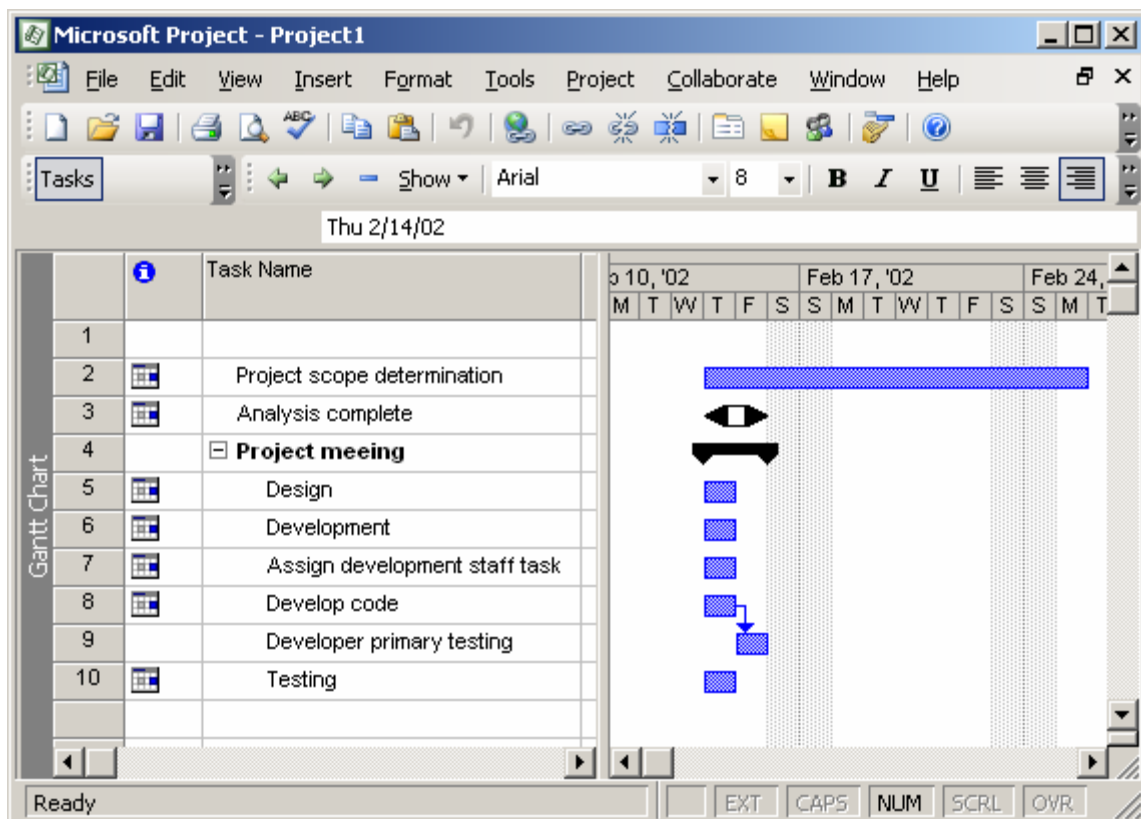 Microsoft Project - Project1
File Edit View Insert Format Tools Project Collaborate Window Help
ABC
Tasks Show Arial 8 B I U
Thu 2/14/02
Task Name
10, '02 Feb 17, '02 Feb 24,
M T W T F S S M T W T F S S M T
1
2 Project scope determination
3 Analysis complete
4 Project meeing
5 Design
6 Development
7 Assign development staff task
8 Develop code
9 Developer primary testing
10 Testing
Gantt Chart
Ready EXT CAPS NUM SCRL OVR